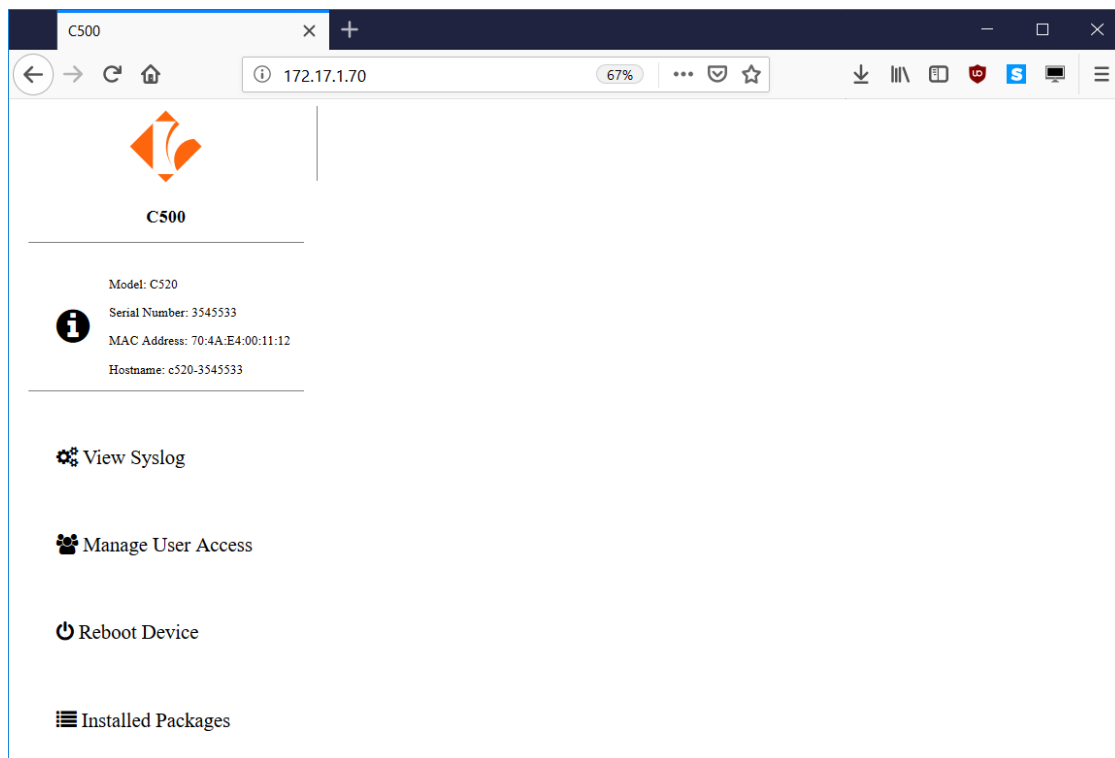 C500
172.17.1.70
67%
C500
Model: C520
Serial Number: 3545533
MAC Address: 70:4A:E4:00:11:12
Hostname: c520-3545533
View Syslog
Manage User Access
Reboot Device
Installed Packages